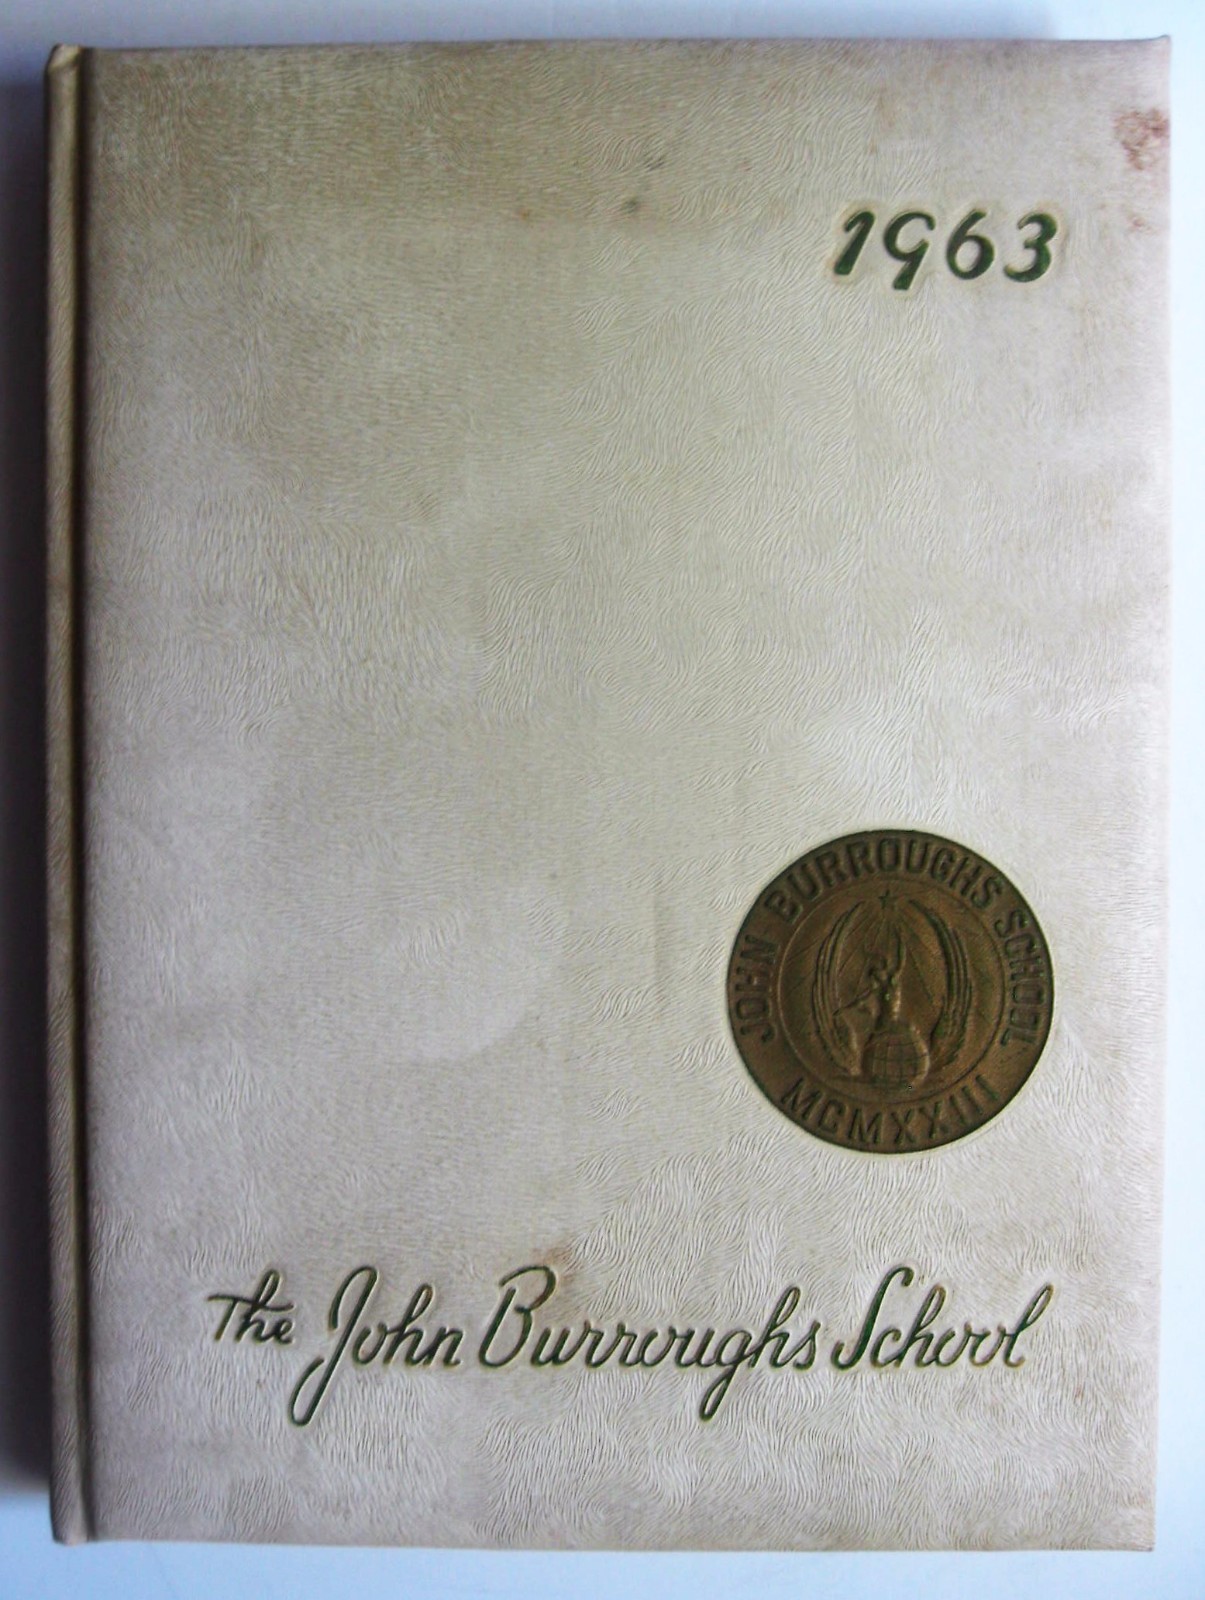 1963
JOHN BURROUGHS SCHOOL
MCMXXIII
The John Burroughs School